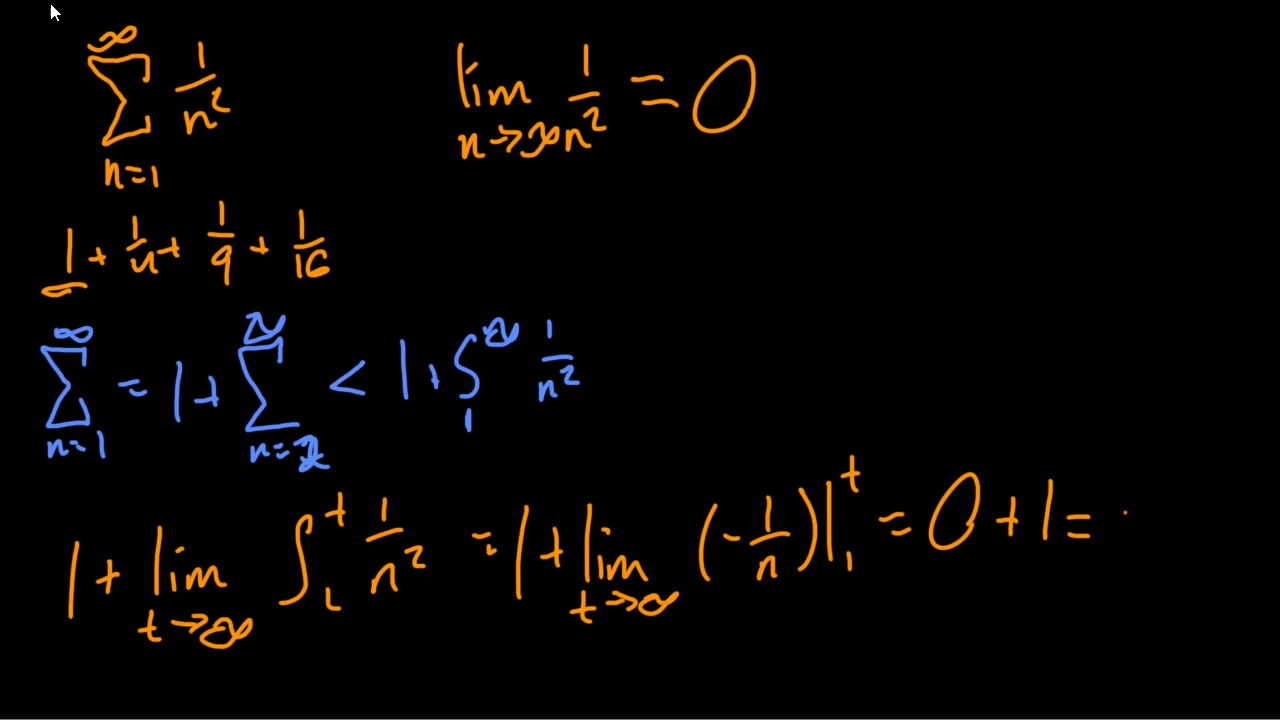 ∑_{n=1}^{∞} 1/n² lim_{n→∞} 1/n² = 0
1 + 1/4 + 1/9 + 1/16
∑_{n=1}^{∞} = 1 + ∑_{n=2}^{∞} < 1 + ∫_1^∞ 1/n²
1 + lim_{t→∞} ∫_1^t 1/n² = 1 + lim_{t→∞} (-1/n)|_1^t = 0 + 1 =